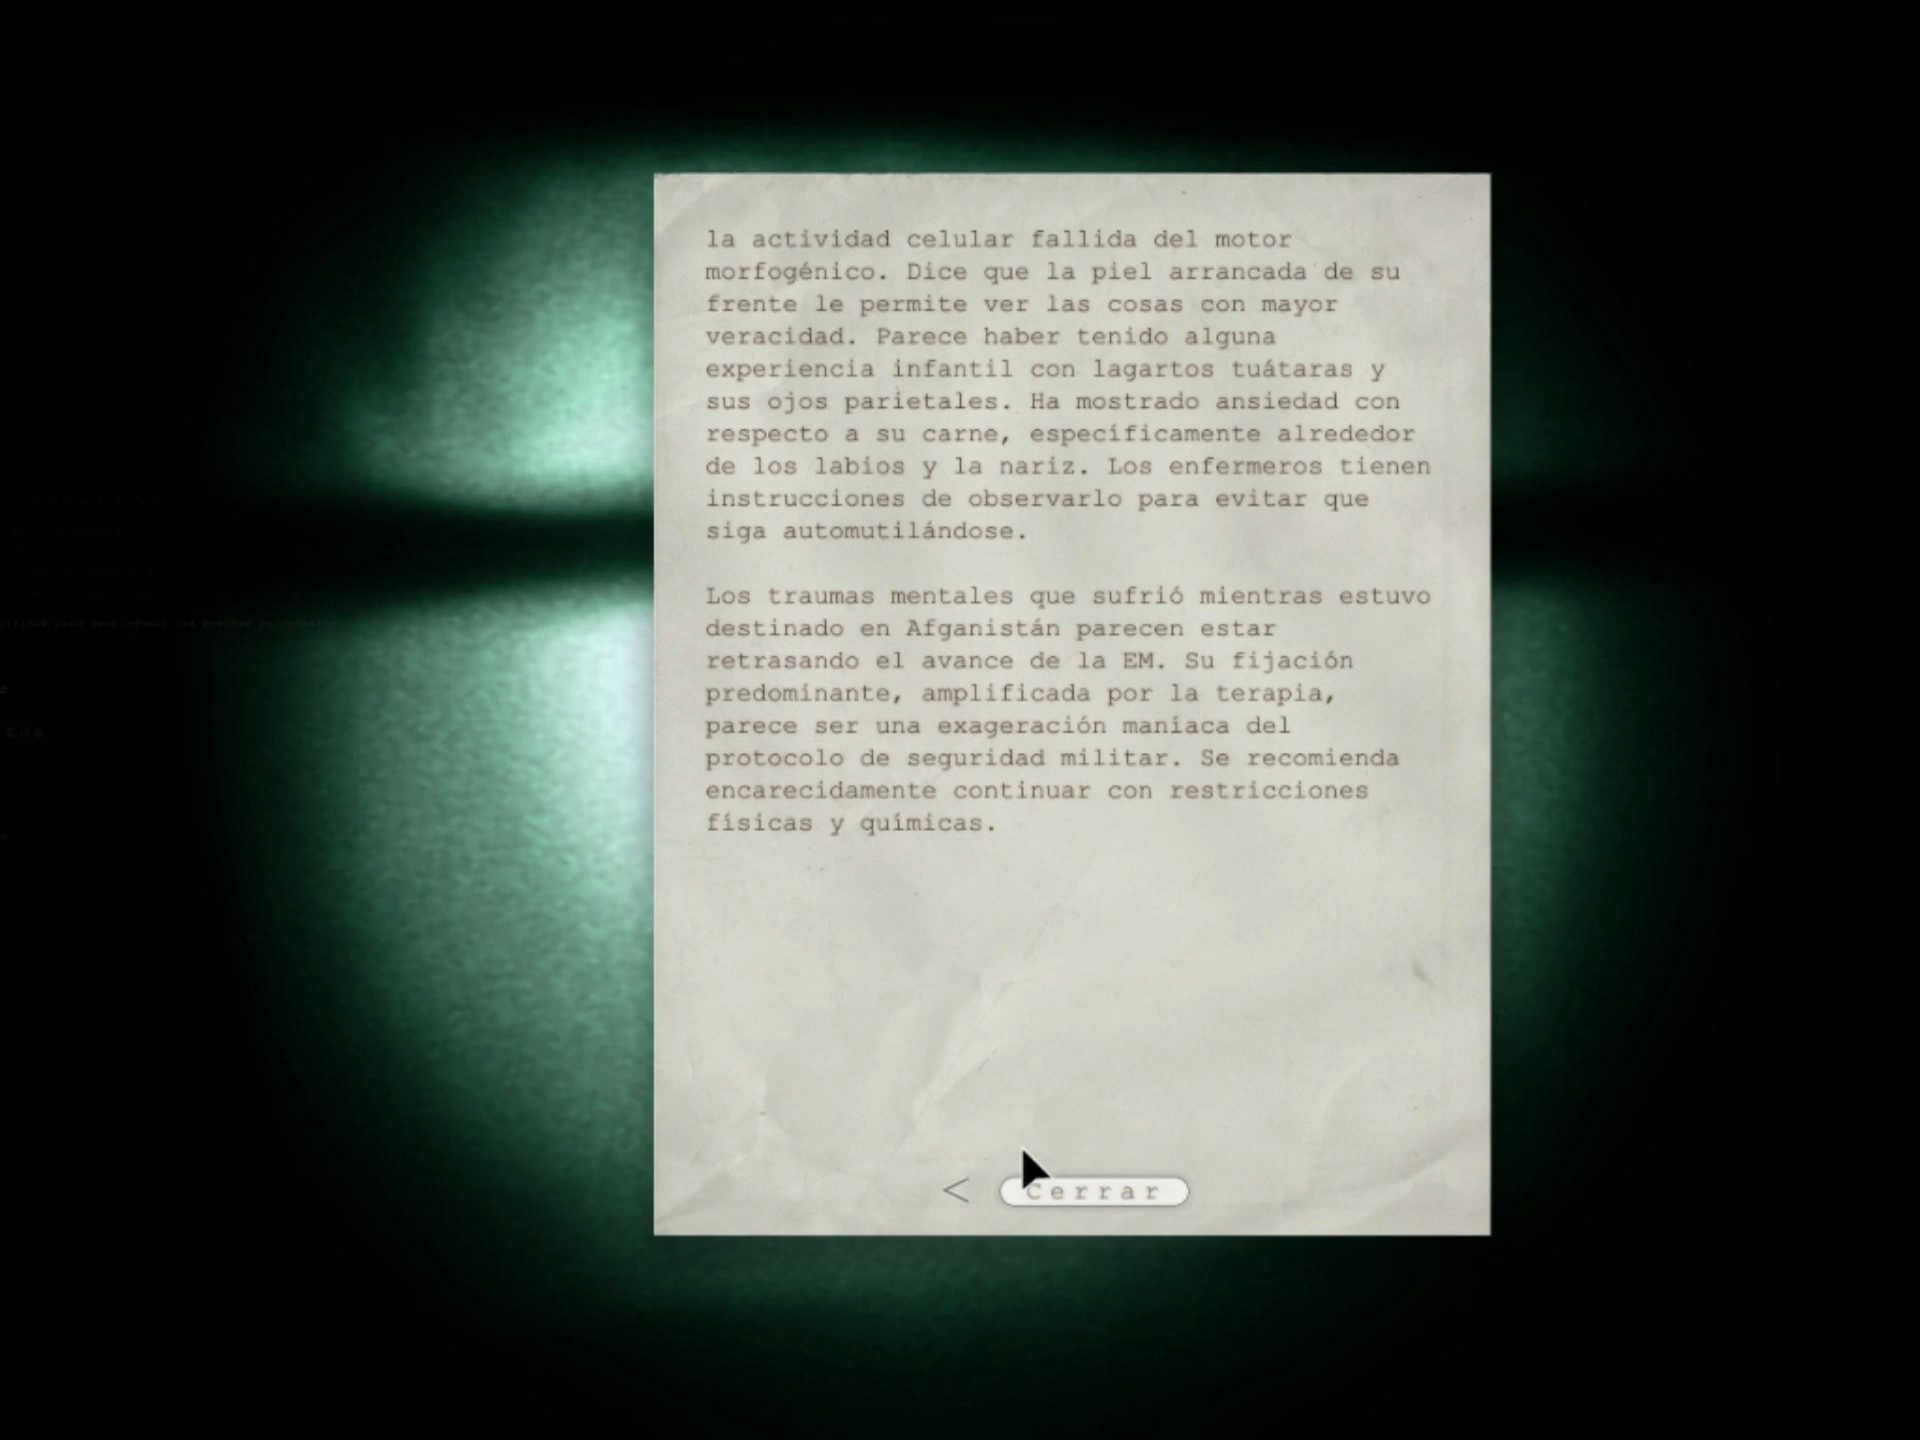 la actividad celular fallida del motor
morfogénico. Dice que la piel arrancada de su
frente le permite ver las cosas con mayor
veracidad. Parece haber tenido alguna
experiencia infantil con lagartos tuátaras y
sus ojos parietales. Ha mostrado ansiedad con
respecto a su carne, específicamente alrededor
de los labios y la nariz. Los enfermeros tienen
instrucciones de observarlo para evitar que
siga automutilándose.
Los traumas mentales que sufrió mientras estuvo
destinado en Afganistán parecen estar
retrasando el avance de la EM. Su fijación
predominante, amplificada por la terapia,
parece ser una exageración maníaca del
protocolo de seguridad militar. Se recomienda
encarecidamente continuar con restricciones
físicas y químicas.
< Cerrar